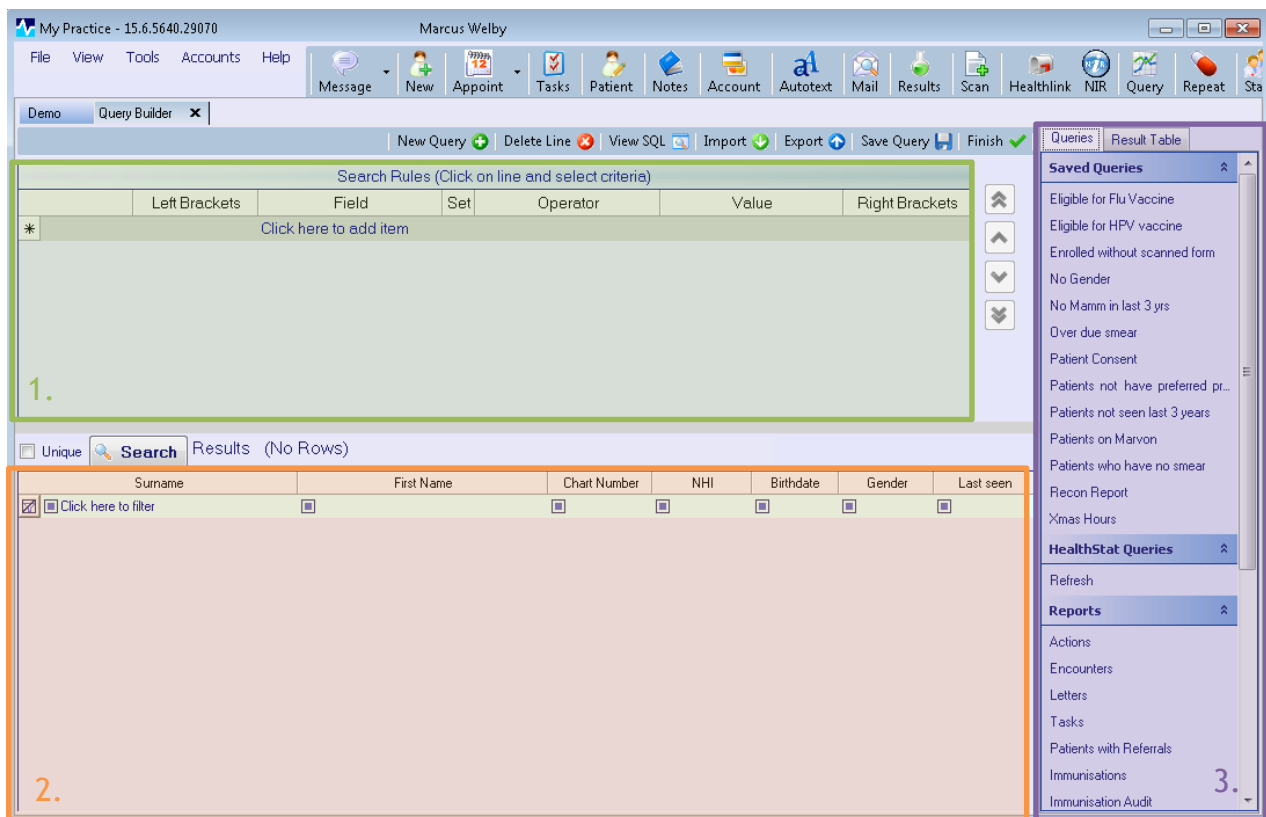 My Practice - 15.6.5640.29070 Marcus Welby
File View Tools Accounts Help
Message New Appoint Tasks Patient Notes Account Autotext Mail Results Scan Healthlink NIR Query Repeat Sta
Demo Query Builder
New Query Delete Line View SQL Import Export Save Query Finish
Search Rules (Click on line and select criteria)
Left Brackets Field Set Operator Value Right Brackets
Click here to add item
1.
Unique Search Results (No Rows)
Surname First Name Chart Number NHI Birthdate Gender Last seen
Click here to filter
2.
Queries Result Table
Saved Queries
Eligible for Flu Vaccine
Eligible for HPV vaccine
Enrolled without scanned form
No Gender
No Mamm in last 3 yrs
Over due smear
Patient Consent
Patients not have preferred pr...
Patients not seen last 3 years
Patients on Marvon
Patients who have no smear
Recon Report
Xmas Hours
HealthStat Queries
Refresh
Reports
Actions
Encounters
Letters
Tasks
Patients with Referrals
Immunisations
Immunisation Audit
3.